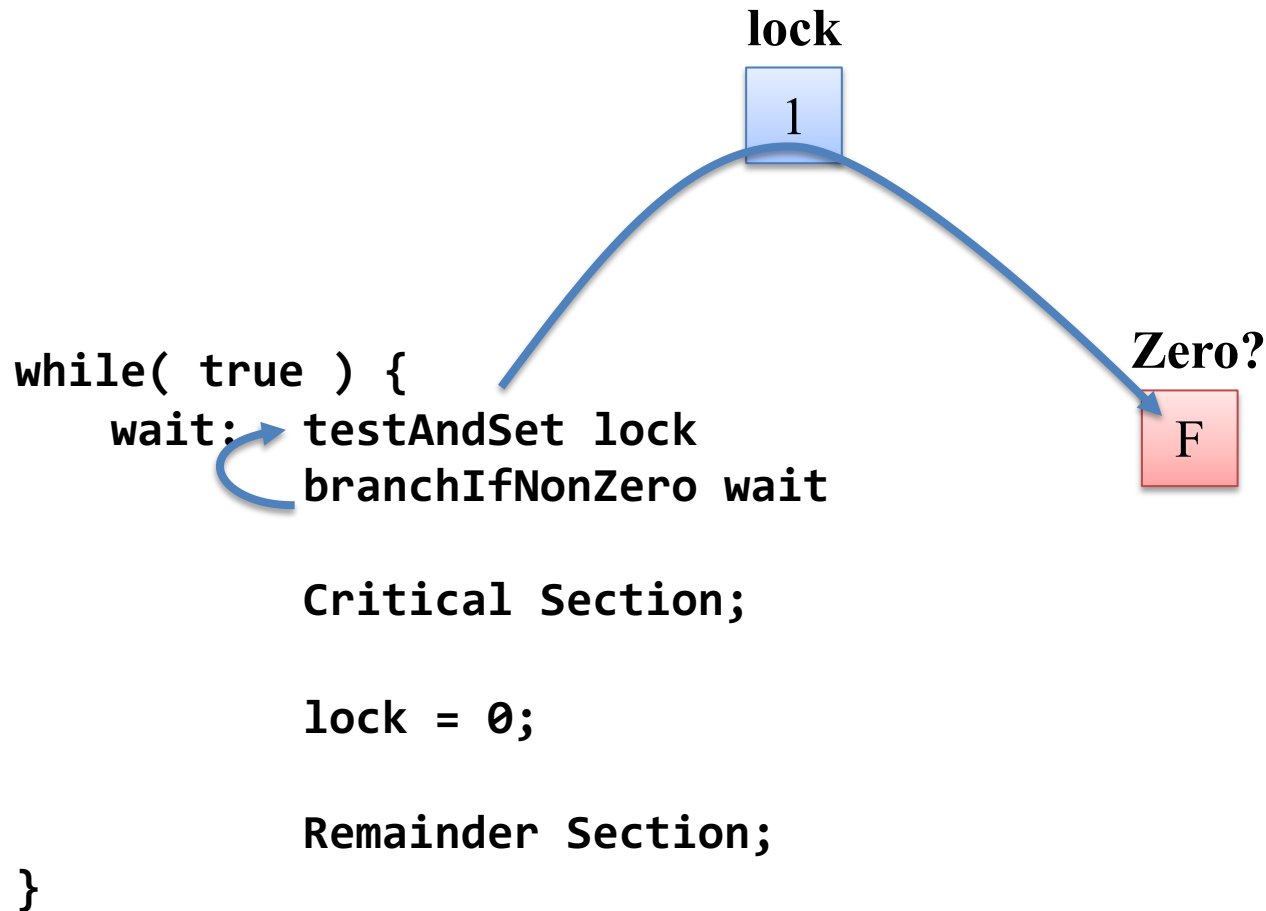 lock
1
Zero?
F
while( true ) {
wait: testAndSet lock
branchIfNonZero wait
Critical Section;
lock = 0;
Remainder Section;
}